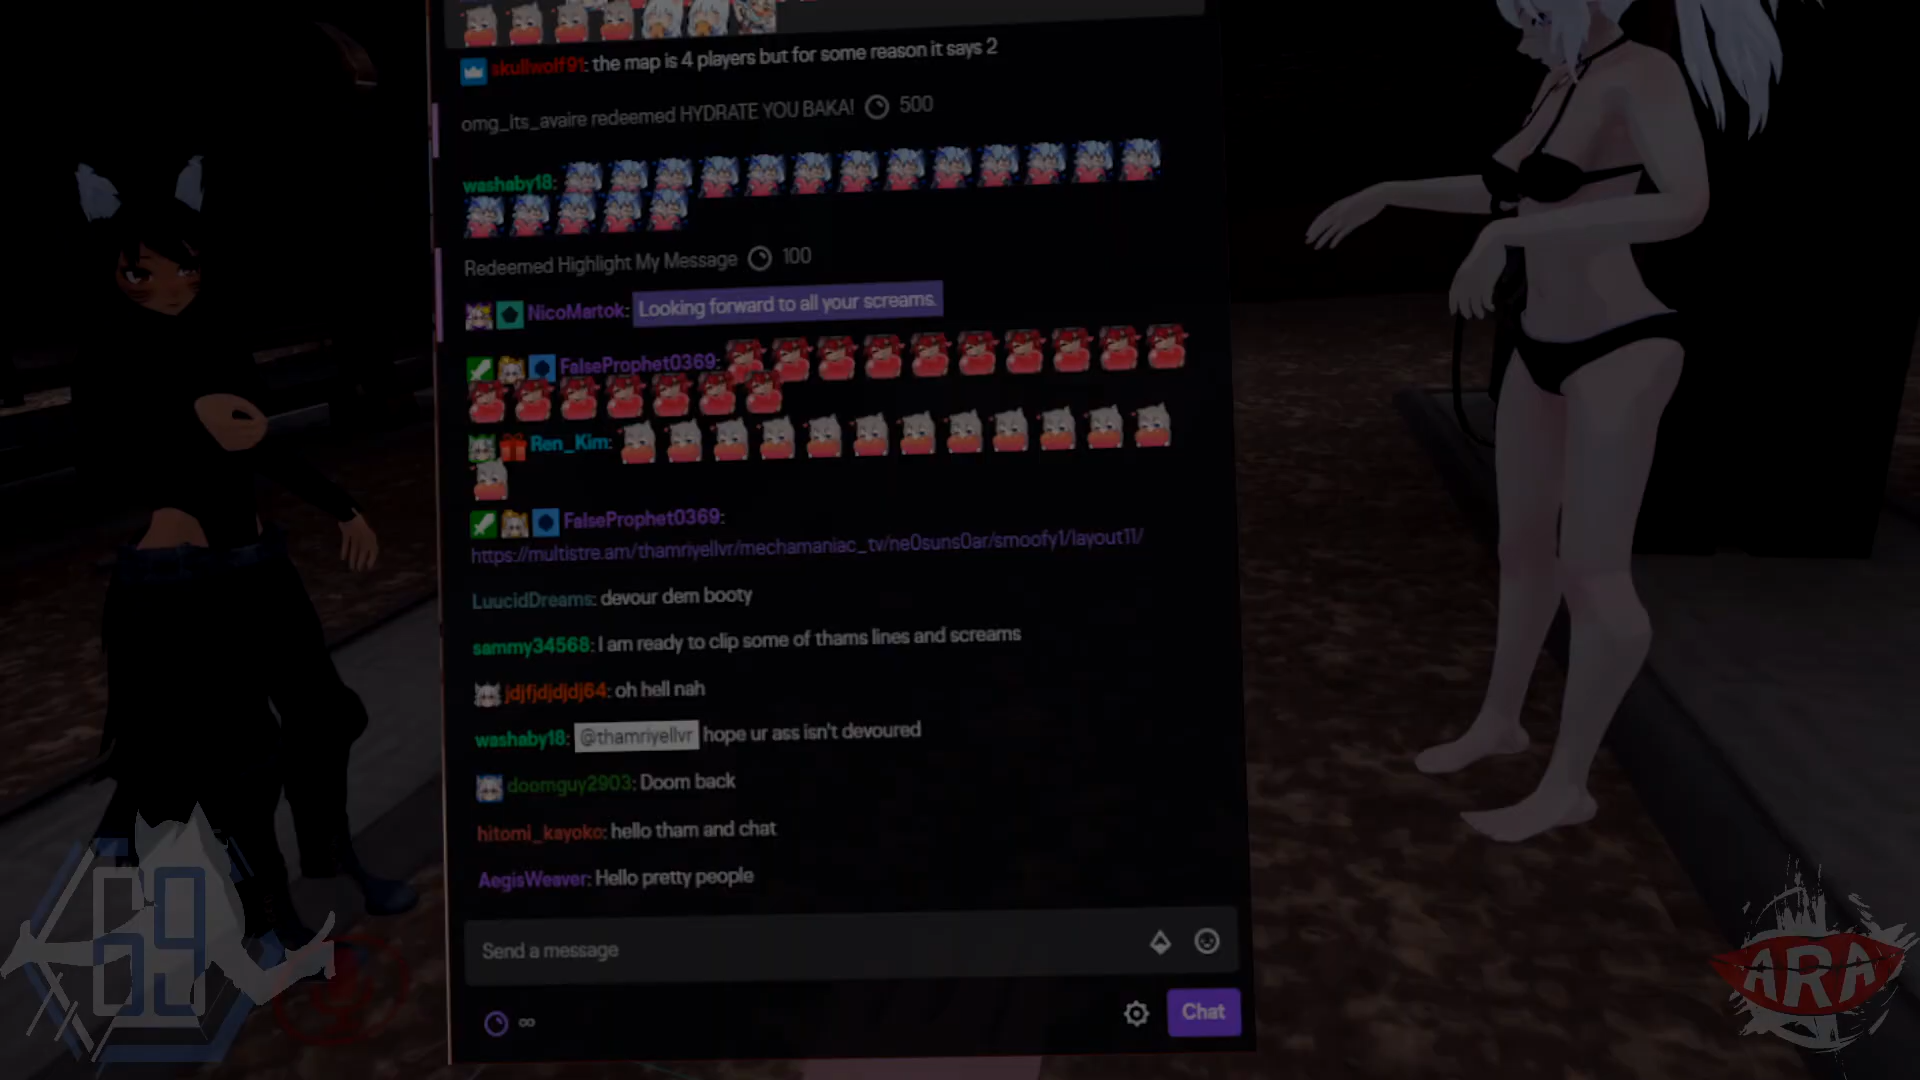 skullwolf91: the map is 4 players but for some reason it says 2
omg_its_avaire redeemed HYDRATE YOU BAKA! 500
washaby18:
Redeemed Highlight My Message 100
NicoMartok: Looking forward to all your screams.
FalseProphet0369:
Ren_Kim:
FalseProphet0369:
https://multistre.am/thamriyellvr/mechamaniac_tv/ne0suns0ar/smoofy1/layout11/
LuucidDreams: devour dem booty
sammy34568: I am ready to clip some of thams lines and screams
jdjfjdjdjdj64: oh hell nah
washaby18: @thamriyellvr hope ur ass isn't devoured
doomguy2903: Doom back
hitomi_kayoko: hello tham and chat
AegisWeaver: Hello pretty people
Send a message
∞
Chat
69
69
ARA